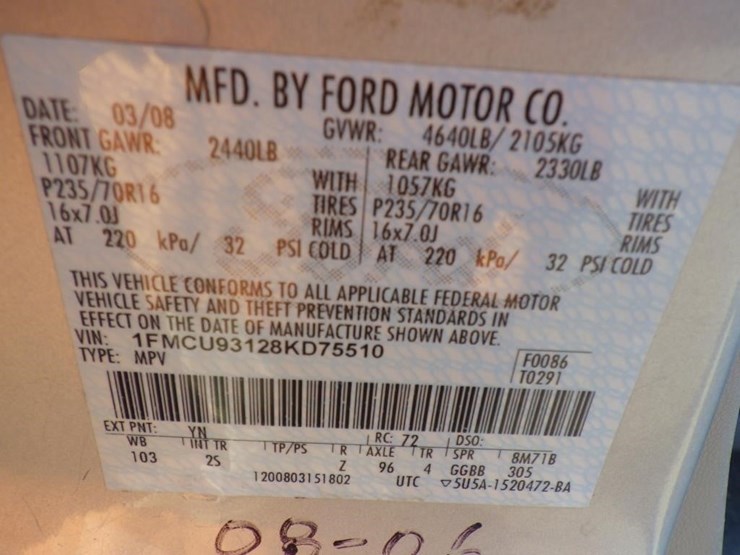 MFD. BY FORD MOTOR CO.
DATE: 03/08 GVWR: 4640LB/ 2105KG
FRONT GAWR: 2440LB REAR GAWR: 2330LB
1107KG WITH 1057KG WITH
P235/70R16 TIRES P235/70R16 TIRES
16x7.0J RIMS 16x7.0J RIMS
AT 220 kPa/ 32 PSI COLD AT 220 kPa/ 32 PSI COLD
THIS VEHICLE CONFORMS TO ALL APPLICABLE FEDERAL MOTOR
VEHICLE SAFETY AND THEFT PREVENTION STANDARDS IN
EFFECT ON THE DATE OF MANUFACTURE SHOWN ABOVE.
VIN: 1FMCU93128KD75510 F0086
TYPE: MPV T0291
EXT PNT: YN RC: 72 DSO:
WB INT TR TP/PS R AXLE TR SPR 8M71B
103 2S Z 96 4 GGBB 305
1200803151802 UTC ▽5U5A-1520472-BA
08-06